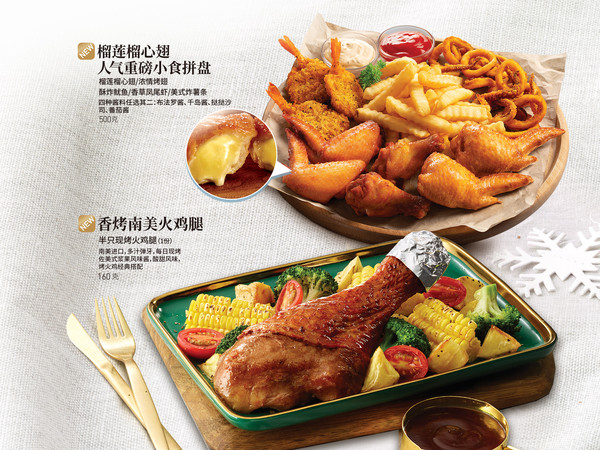 NEW
榴莲榴心翅
人气重磅小食拼盘
榴莲榴心翅/浓情烤翅
酥炸鱿鱼/香草凤尾虾/美式炸薯条
四种酱料任选其二：布法罗酱、千岛酱、挞挞沙
司、番茄酱
500克
NEW
香烤南美火鸡腿
半只现烤火鸡腿(1份)
南美进口，多汁弹牙，每日现烤
佐美式浆果风味酱，酸甜风味，
烤火鸡经典搭配
160克